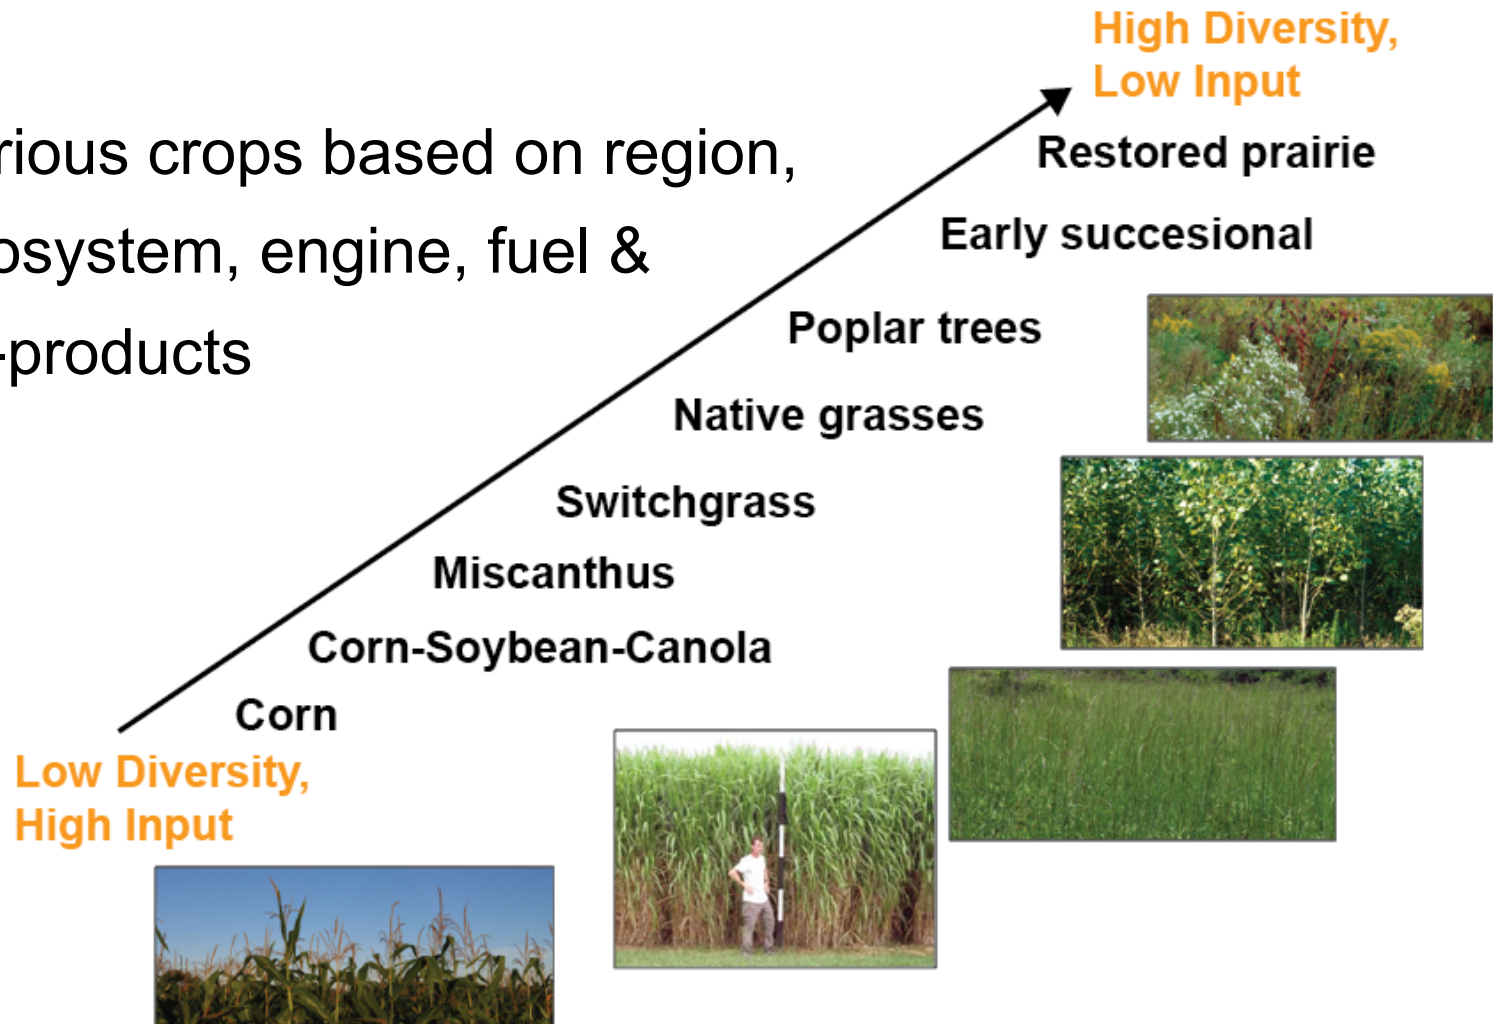 High Diversity,
Low Input
rious crops based on region,
osystem, engine, fuel &
-products
Restored prairie
Early succesional
Poplar trees
Native grasses
Switchgrass
Miscanthus
Corn-Soybean-Canola
Corn
Low Diversity,
High Input